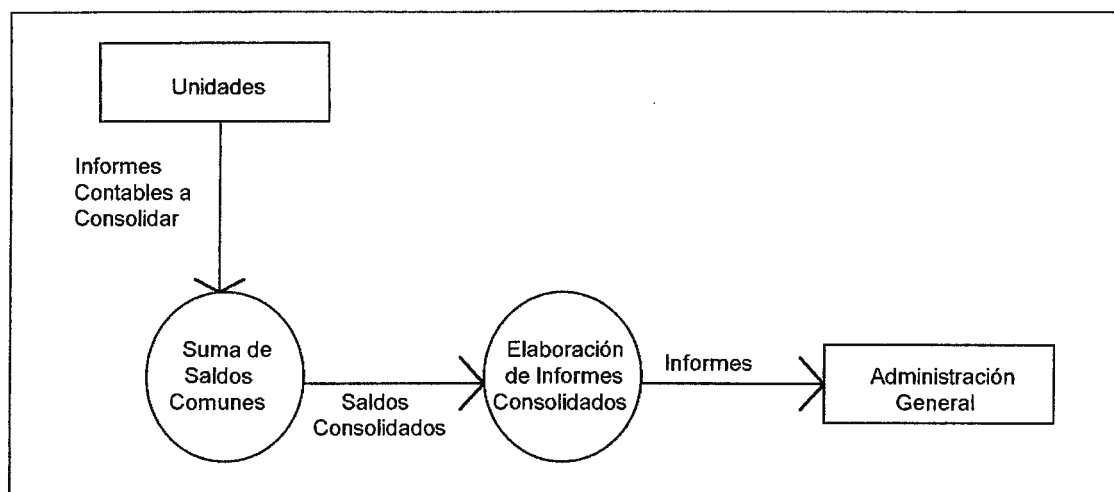 Unidades
Informes
Contables a
Consolidar
Suma de
Saldos
Comunes
Saldos
Consolidados
Elaboración
de Informes
Consolidados
Informes
Administración
General